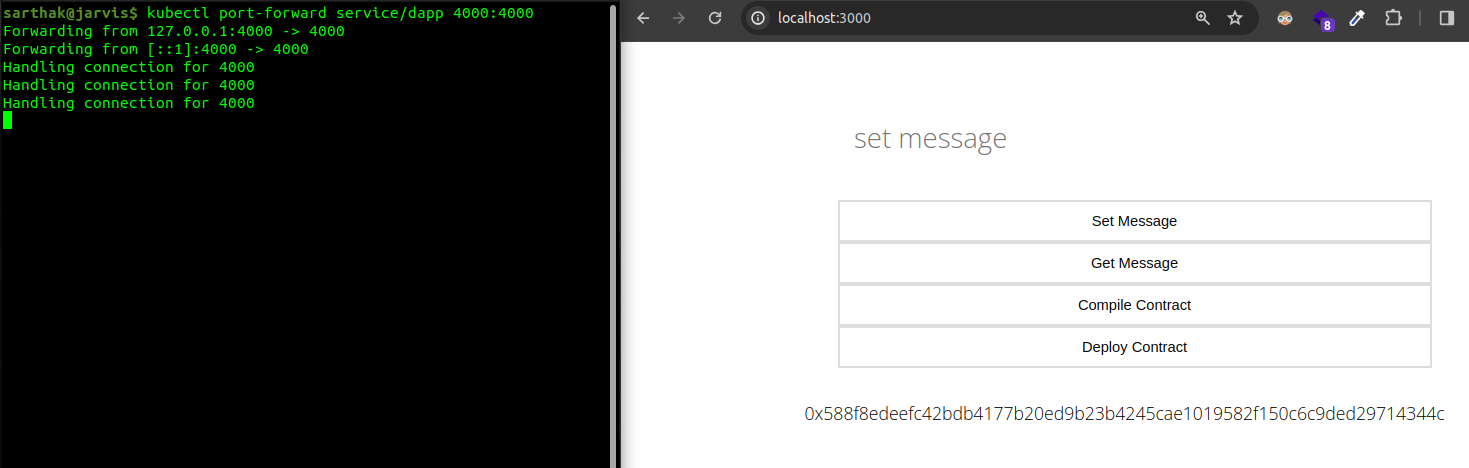 sarthak@jarvis$ kubectl port-forward service/dapp 4000:4000
Forwarding from 127.0.0.1:4000 -> 4000
Forwarding from [::1]:4000 -> 4000
Handling connection for 4000
Handling connection for 4000
Handling connection for 4000
localhost:3000
8
set message
Set Message
Get Message
Compile Contract
Deploy Contract
0x588f8edeefc42bdb4177b20ed9b23b4245cae1019582f150c6c9ded29714344c